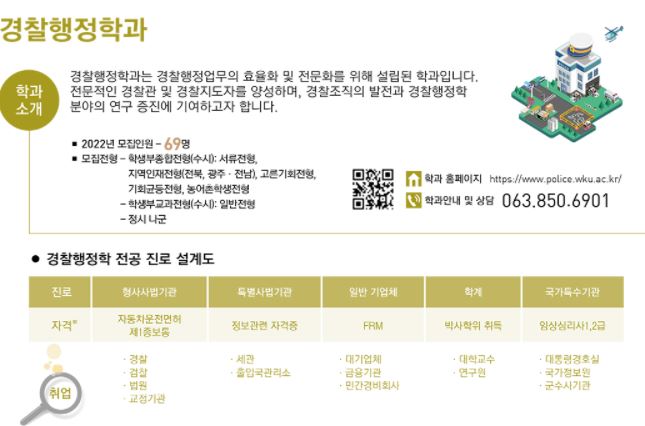 경찰행정학과
학과
소개
경찰행정학과는 경찰행정업무의 효율화 및 전문화를 위해 설립된 학과입니다.
전문적인 경찰관 및 경찰지도자를 양성하며, 경찰조직의 발전과 경찰행정학
분야의 연구 증진에 기여하고자 합니다.
■ 2022년 모집인원 - 69명
■ 모집전형 - 학생부종합전형(수시): 서류전형,
지역인재전형(전북, 광주·전남), 고른기회전형,
기회균등전형, 농어촌학생전형
- 학생부교과전형(수시): 일반전형
- 정시 나군
학과 홈페이지 https://www.police.wku.ac.kr/
학과안내 및 상담 063.850.6901
● 경찰행정학 전공 진로 설계도
진로 형사사법기관 특별사법기관 일반 기업체 학계 국가특수기관
자격* 자동차운전면허 제1종보통 정보관련 자격증 FRM 박사학위 취득 임상심리사1,2급
취업
· 경찰
· 검찰
· 법원
· 교정기관
· 세관
· 출입국관리소
· 대기업체
· 금융기관
· 민간경비회사
· 대학교수
· 연구원
· 대통령경호실
· 국가정보원
· 군수사기관